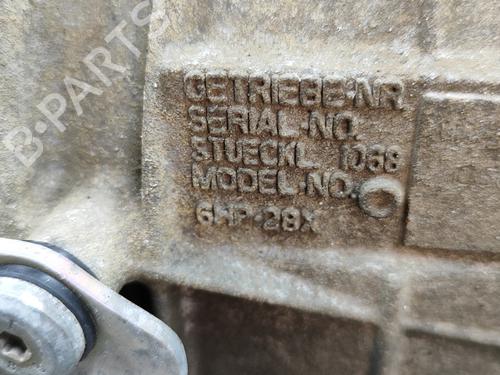 B-PARTS
GETRIEBE-NR.
SERIAL-NO.
STUECKL. 1068
MODEL-NO.
6HP-28X